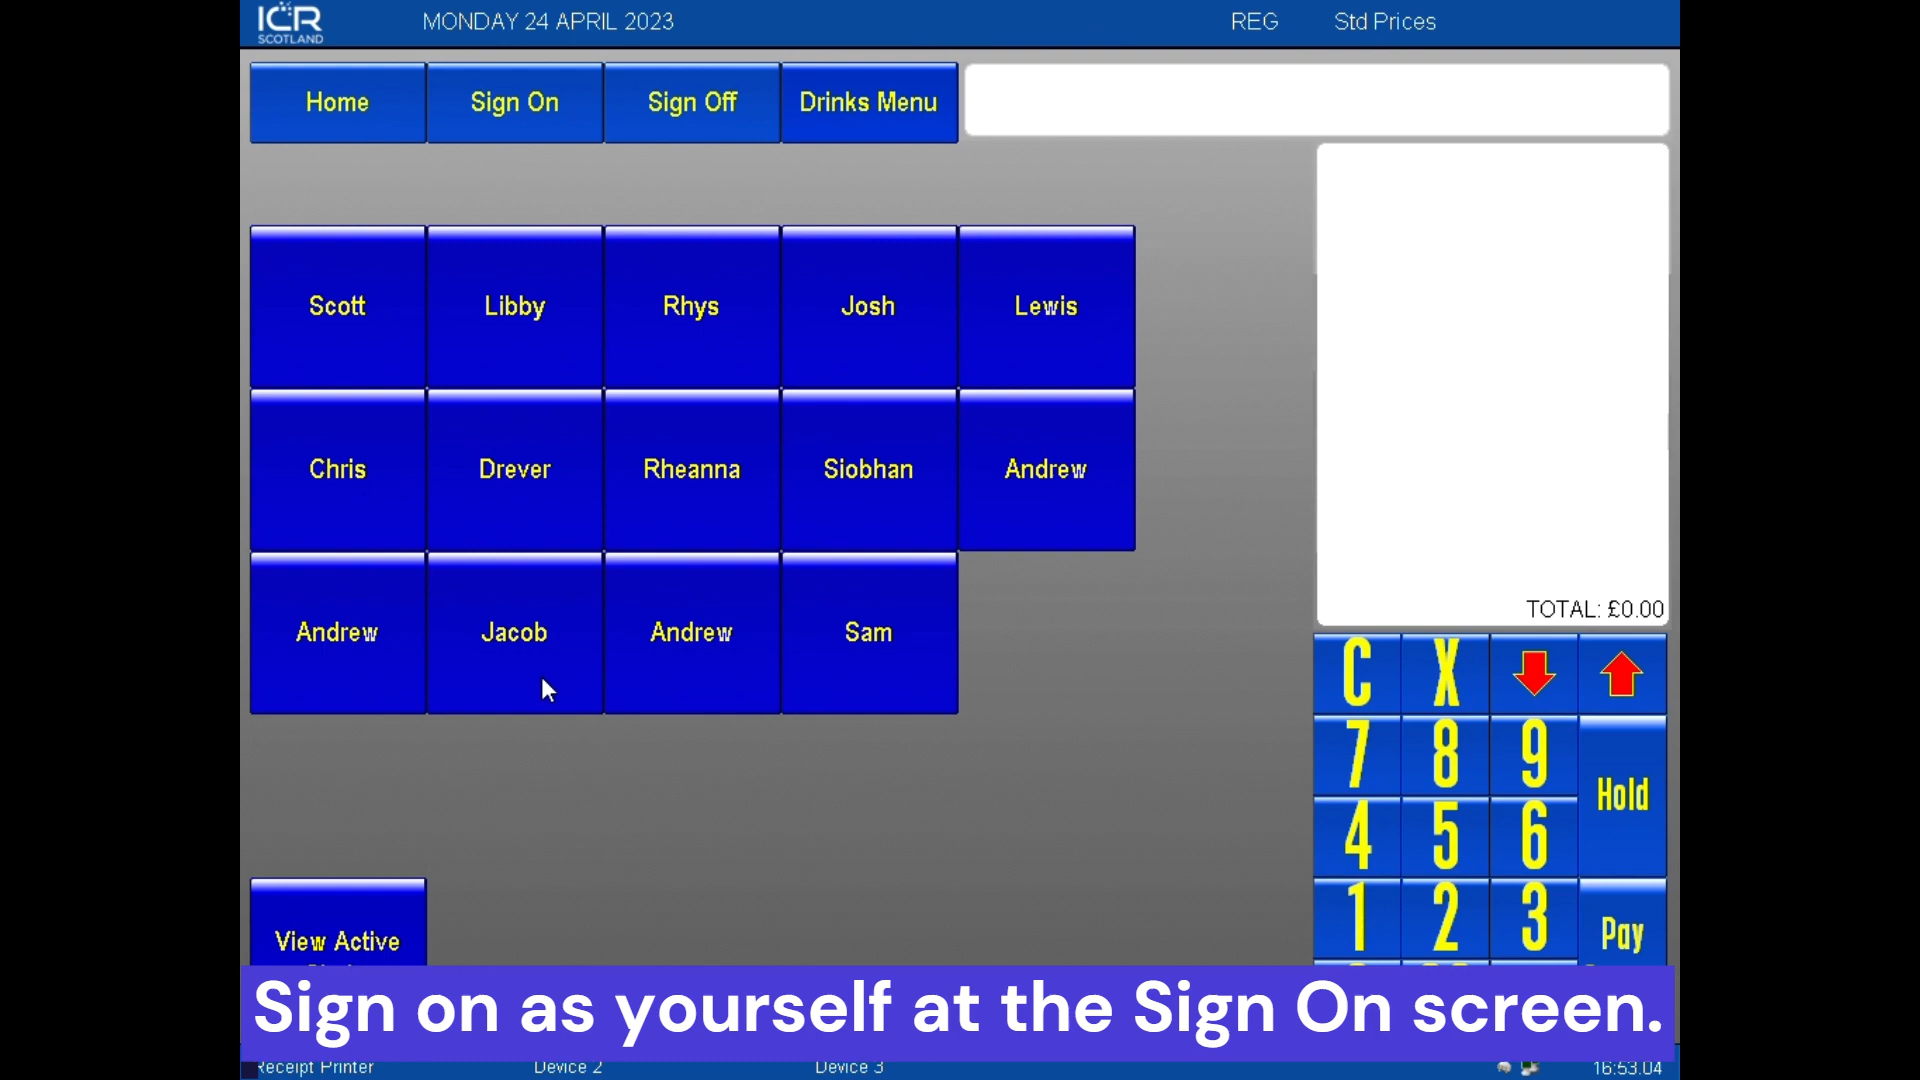 ICR
SCOTLAND
MONDAY 24 APRIL 2023
REG
Std Prices
Home
Sign On
Sign Off
Drinks Menu
Scott
Libby
Rhys
Josh
Lewis
Chris
Drever
Rheanna
Siobhan
Andrew
Andrew
Jacob
Andrew
Sam
TOTAL: £0.00
C
X
7
8
9
Hold
4
5
6
1
2
3
Pay
View Active
Sign on as yourself at the Sign On screen.
Receipt Printer
Device 2
Device 3
16:53.04